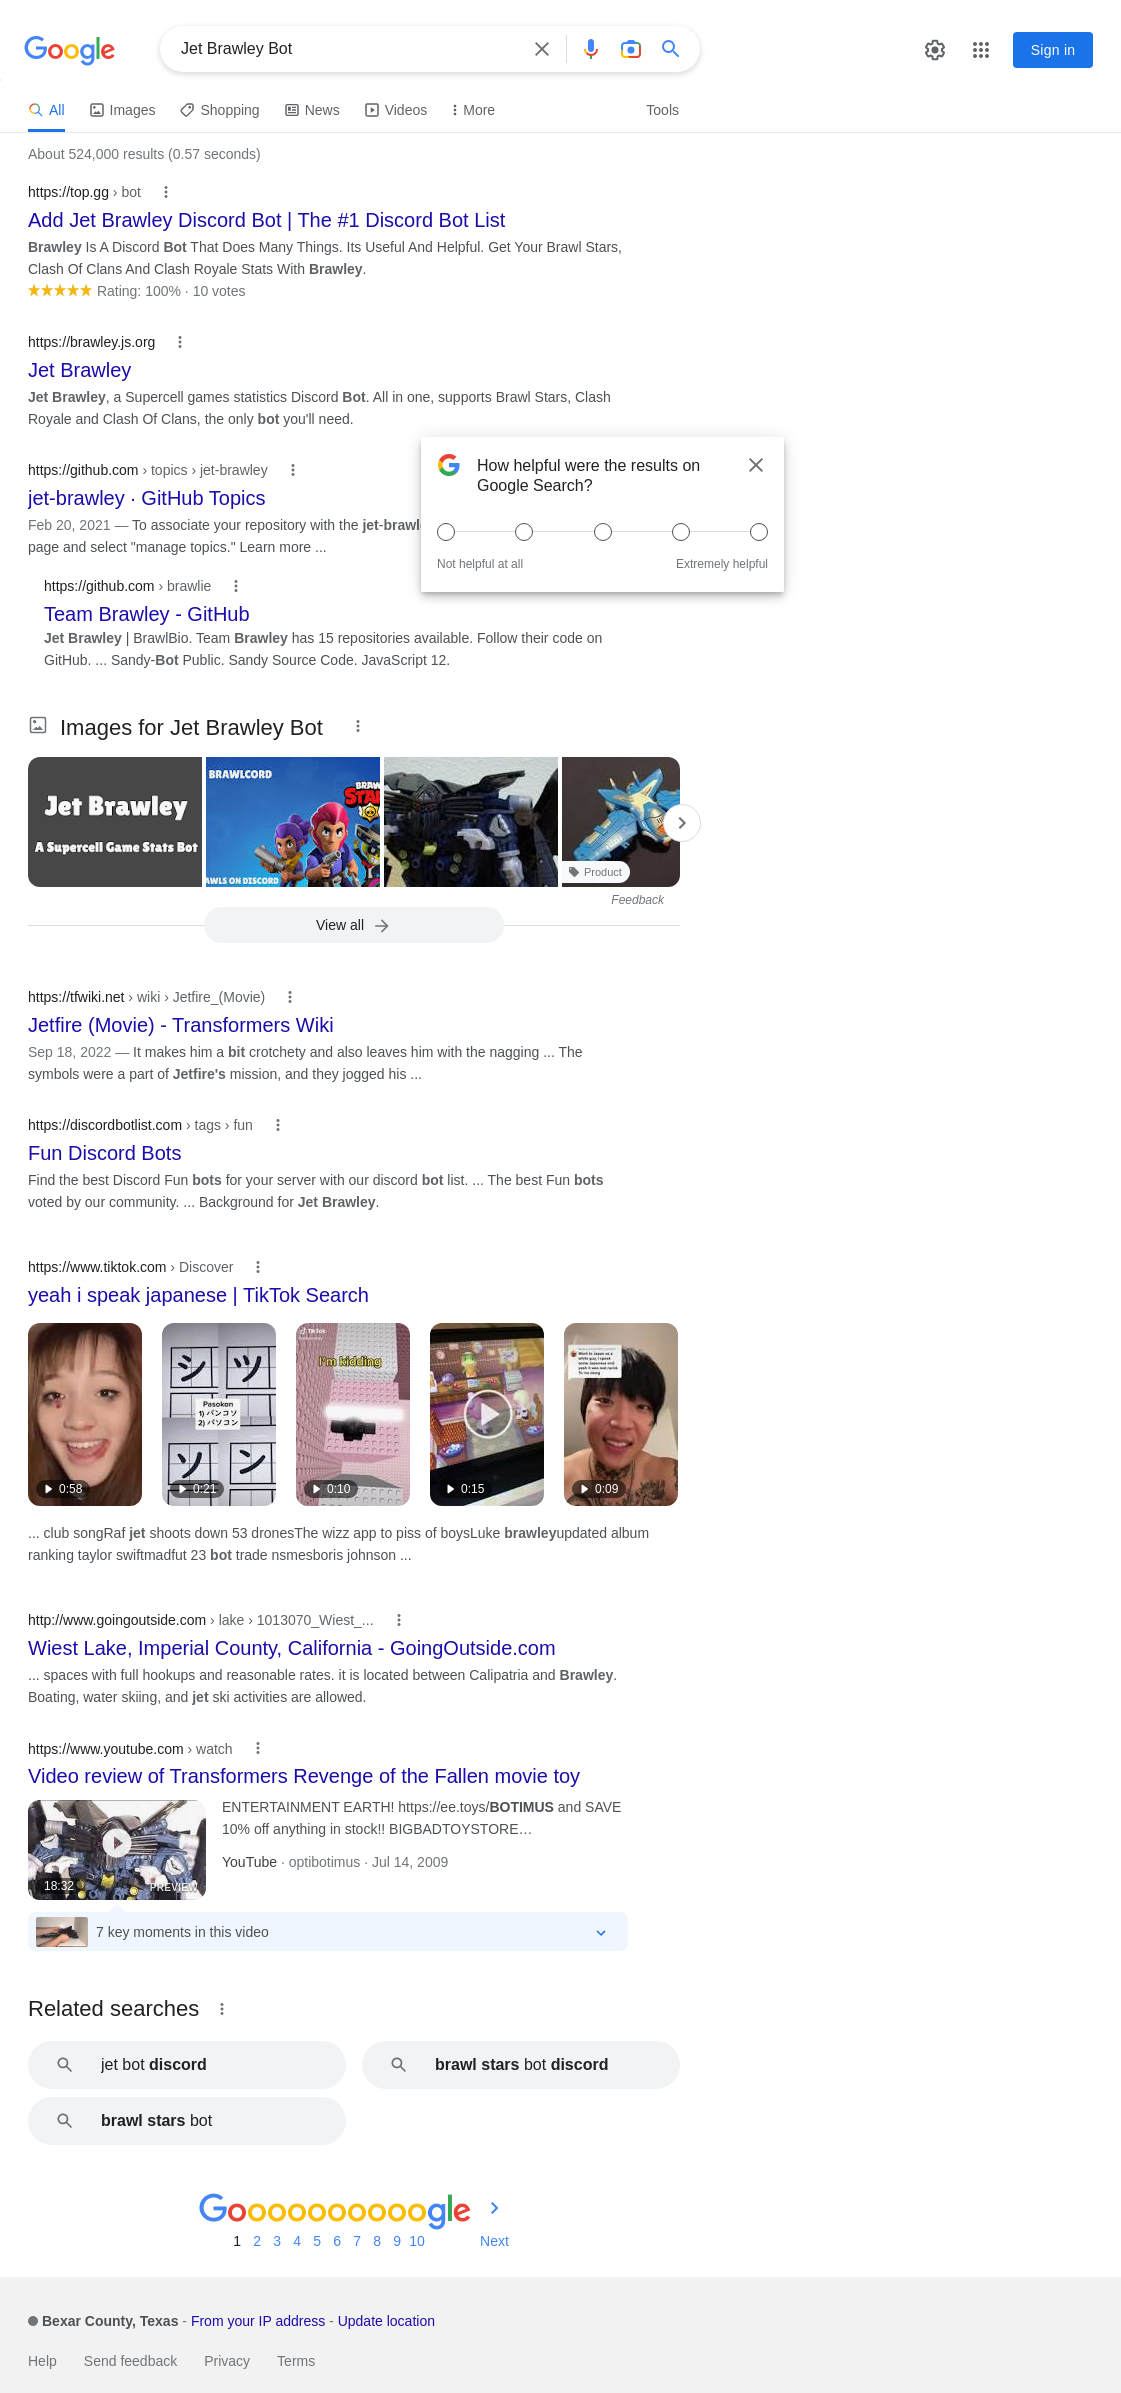 Google
Jet Brawley Bot
Sign in
All
Images
Shopping
News
Videos
More
Tools
About 524,000 results (0.57 seconds)
https://top.gg › bot
Add Jet Brawley Discord Bot | The #1 Discord Bot List
Brawley Is A Discord Bot That Does Many Things. Its Useful And Helpful. Get Your Brawl Stars,
Clash Of Clans And Clash Royale Stats With Brawley.
Rating: 100% · 10 votes
https://brawley.js.org
Jet Brawley
Jet Brawley, a Supercell games statistics Discord Bot. All in one, supports Brawl Stars, Clash
Royale and Clash Of Clans, the only bot you'll need.
https://github.com › topics › jet-brawley
jet-brawley · GitHub Topics
Feb 20, 2021 — To associate your repository with the jet-brawl
page and select "manage topics." Learn more ...
How helpful were the results on
Google Search?
Not helpful at all
Extremely helpful
https://github.com › brawlie
Team Brawley - GitHub
Jet Brawley | BrawlBio. Team Brawley has 15 repositories available. Follow their code on
GitHub. ... Sandy-Bot Public. Sandy Source Code. JavaScript 12.
Images for Jet Brawley Bot
Jet Brawley
A Supercell Game Stats Bot
BRAWLCORD
BRAW
STA
AWLS ON DISCORD
Product
Feedback
View all
https://tfwiki.net › wiki › Jetfire_(Movie)
Jetfire (Movie) - Transformers Wiki
Sep 18, 2022 — It makes him a bit crotchety and also leaves him with the nagging ... The
symbols were a part of Jetfire's mission, and they jogged his ...
https://discordbotlist.com › tags › fun
Fun Discord Bots
Find the best Discord Fun bots for your server with our discord bot list. ... The best Fun bots
voted by our community. ... Background for Jet Brawley.
https://www.tiktok.com › Discover
yeah i speak japanese | TikTok Search
シ ツ
Pasokon
1) パンコソ
2) パソコン
ソ ン
TikTok
I'm kidding
0:58
0:21
0:10
0:15
0:09
... club songRaf jet shoots down 53 dronesThe wizz app to piss of boysLuke brawleyupdated album
ranking taylor swiftmadfut 23 bot trade nsmesboris johnson ...
http://www.goingoutside.com › lake › 1013070_Wiest_...
Wiest Lake, Imperial County, California - GoingOutside.com
... spaces with full hookups and reasonable rates. it is located between Calipatria and Brawley.
Boating, water skiing, and jet ski activities are allowed.
https://www.youtube.com › watch
Video review of Transformers Revenge of the Fallen movie toy
ENTERTAINMENT EARTH! https://ee.toys/BOTIMUS and SAVE
10% off anything in stock!! BIGBADTOYSTORE…
YouTube · optibotimus · Jul 14, 2009
18:32
PREVIEW
7 key moments in this video
Related searches
jet bot discord
brawl stars bot discord
brawl stars bot
Goooooooooogle
1 2 3 4 5 6 7 8 9 10 Next
Bexar County, Texas - From your IP address - Update location
Help
Send feedback
Privacy
Terms